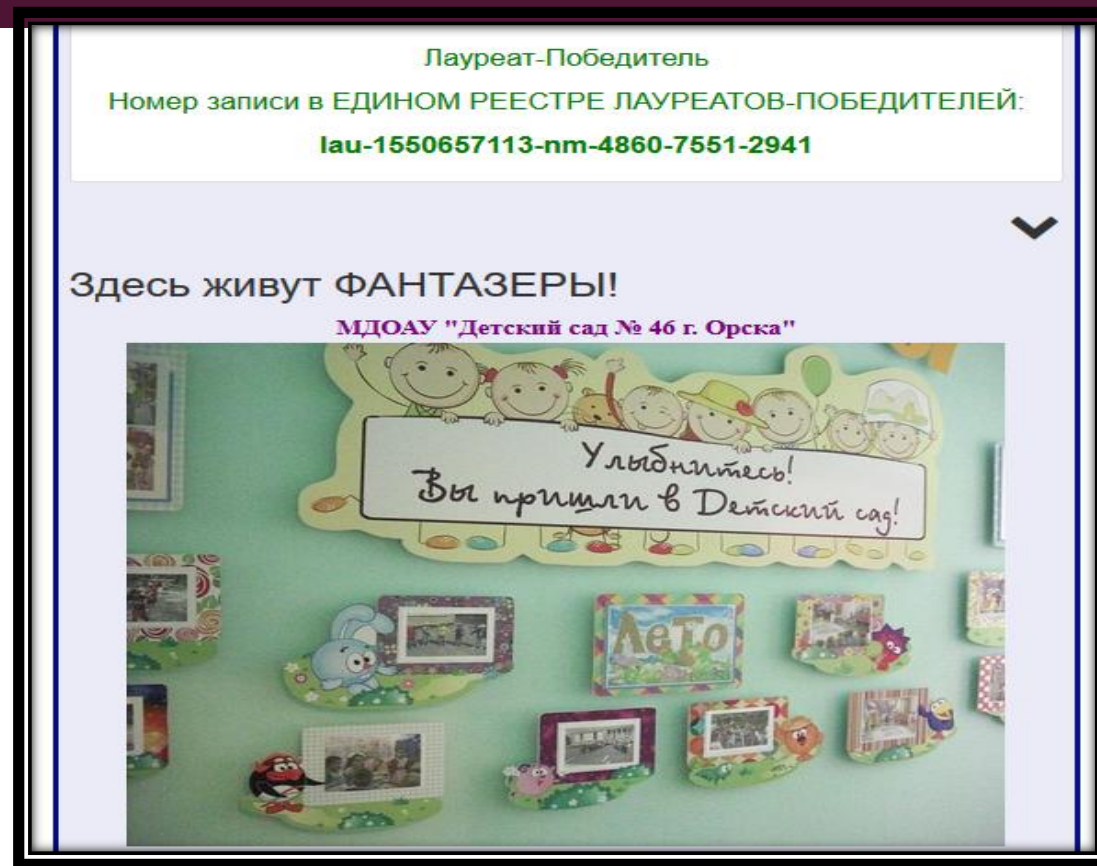 Лауреат-Победитель
Номер записи в ЕДИНОМ РЕЕСТРЕ ЛАУРЕАТОВ-ПОБЕДИТЕЛЕЙ:
lau-1550657113-nm-4860-7551-2941
Здесь живут ФАНТАЗЕРЫ!
МДОАУ "Детский сад № 46 г. Орска"
Улыбнитесь!
Вы пришли в Детский сад!
Лето